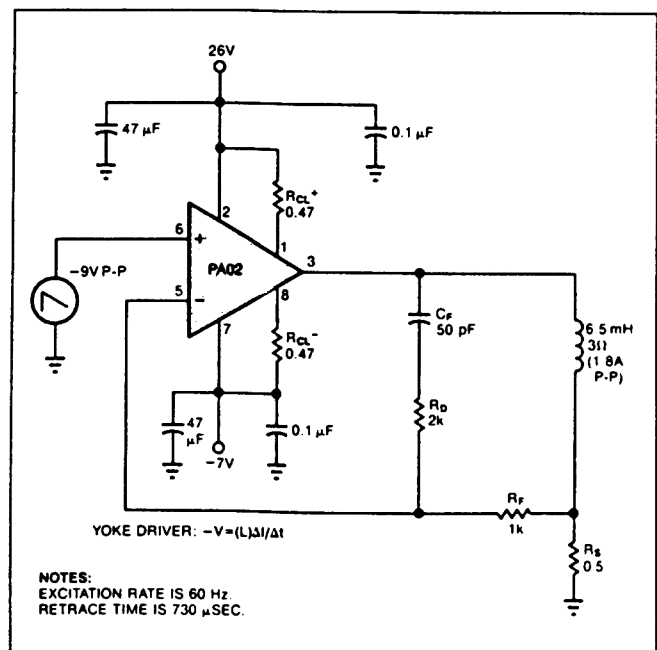 26V
47 µF
0.1 µF
RCL+
0.47
2
6
+
1
-9V P-P
PA02
3
5
−
8
7
RCL-
0.47
CF
50 pF
6 5 mH
3Ω
(1 8A
P-P)
47
µF
0.1 µF
RD
2k
-7V
RF
1k
YOKE DRIVER: -V=(L)ΔI/Δt
RS
0 5
NOTES:
EXCITATION RATE IS 60 Hz.
RETRACE TIME IS 730 µSEC.